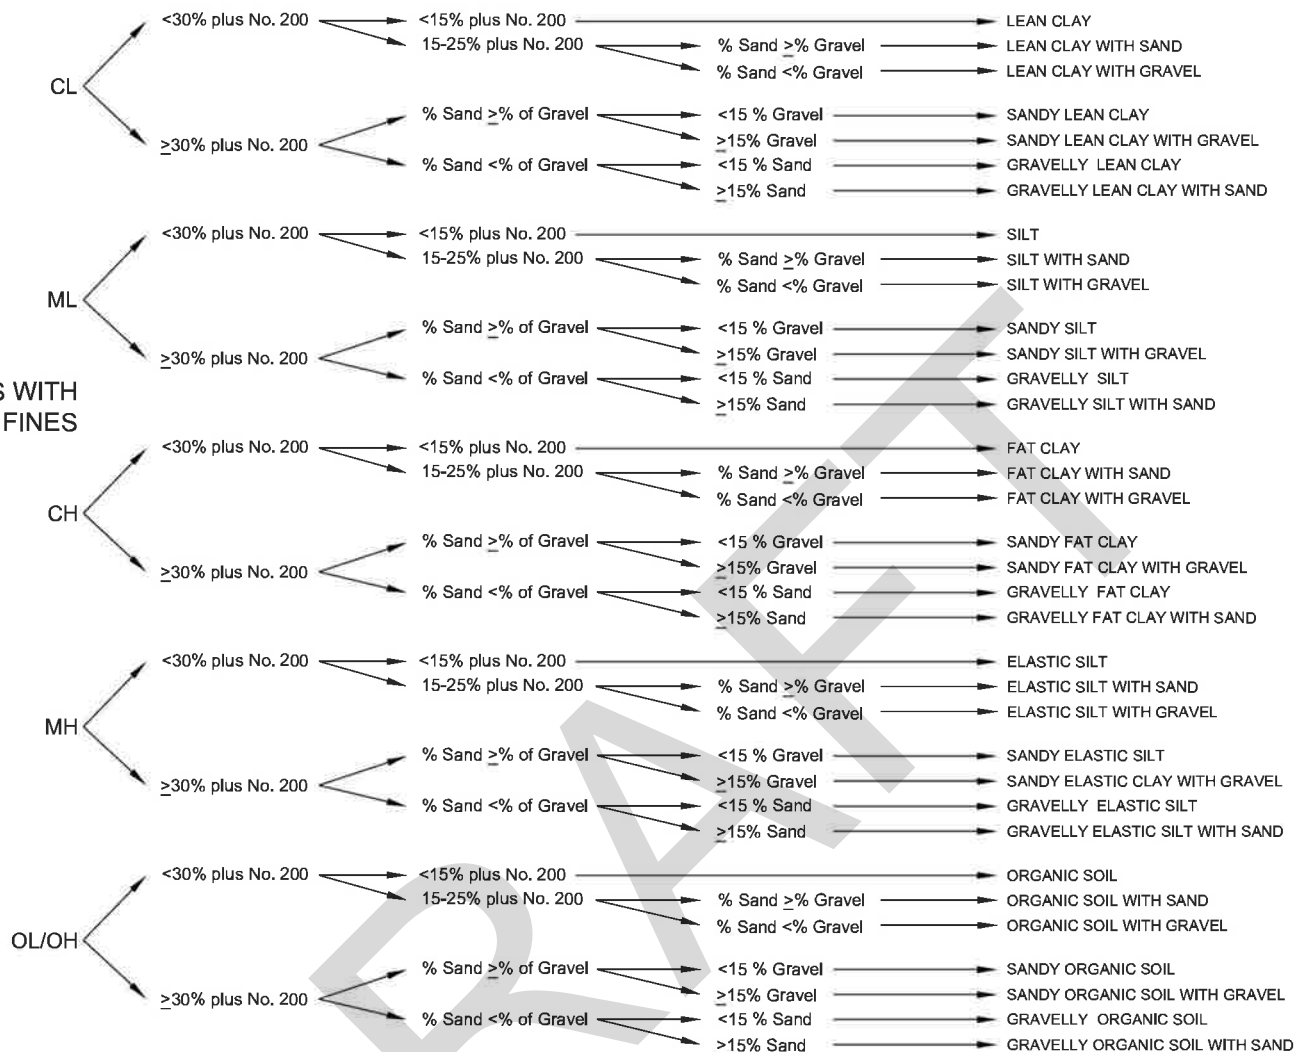 <30% plus No. 200 <15% plus No. 200 LEAN CLAY
15-25% plus No. 200 % Sand ≥% Gravel LEAN CLAY WITH SAND
% Sand <% Gravel LEAN CLAY WITH GRAVEL
CL
% Sand ≥% of Gravel <15 % Gravel SANDY LEAN CLAY
≥30% plus No. 200 ≥15% Gravel SANDY LEAN CLAY WITH GRAVEL
% Sand <% of Gravel <15 % Sand GRAVELLY LEAN CLAY
≥15% Sand GRAVELLY LEAN CLAY WITH SAND
<30% plus No. 200 <15% plus No. 200 SILT
15-25% plus No. 200 % Sand ≥% Gravel SILT WITH SAND
% Sand <% Gravel SILT WITH GRAVEL
ML
% Sand ≥% of Gravel <15 % Gravel SANDY SILT
≥30% plus No. 200 ≥15% Gravel SANDY SILT WITH GRAVEL
% Sand <% of Gravel <15 % Sand GRAVELLY SILT
≥15% Sand GRAVELLY SILT WITH SAND
S WITH
FINES
<30% plus No. 200 <15% plus No. 200 FAT CLAY
15-25% plus No. 200 % Sand ≥% Gravel FAT CLAY WITH SAND
% Sand <% Gravel FAT CLAY WITH GRAVEL
CH
% Sand ≥% of Gravel <15 % Gravel SANDY FAT CLAY
≥30% plus No. 200 ≥15% Gravel SANDY FAT CLAY WITH GRAVEL
% Sand <% of Gravel <15 % Sand GRAVELLY FAT CLAY
≥15% Sand GRAVELLY FAT CLAY WITH SAND
<30% plus No. 200 <15% plus No. 200 ELASTIC SILT
15-25% plus No. 200 % Sand ≥% Gravel ELASTIC SILT WITH SAND
% Sand <% Gravel ELASTIC SILT WITH GRAVEL
MH
% Sand ≥% of Gravel <15 % Gravel SANDY ELASTIC SILT
≥30% plus No. 200 ≥15% Gravel SANDY ELASTIC CLAY WITH GRAVEL
% Sand <% of Gravel <15 % Sand GRAVELLY ELASTIC SILT
≥15% Sand GRAVELLY ELASTIC SILT WITH SAND
<30% plus No. 200 <15% plus No. 200 ORGANIC SOIL
15-25% plus No. 200 % Sand ≥% Gravel ORGANIC SOIL WITH SAND
% Sand <% Gravel ORGANIC SOIL WITH GRAVEL
OL/OH
% Sand ≥% of Gravel <15 % Gravel SANDY ORGANIC SOIL
≥30% plus No. 200 ≥15% Gravel SANDY ORGANIC SOIL WITH GRAVEL
% Sand <% of Gravel <15 % Sand GRAVELLY ORGANIC SOIL
>15% Sand GRAVELLY ORGANIC SOIL WITH SAND
RAFT